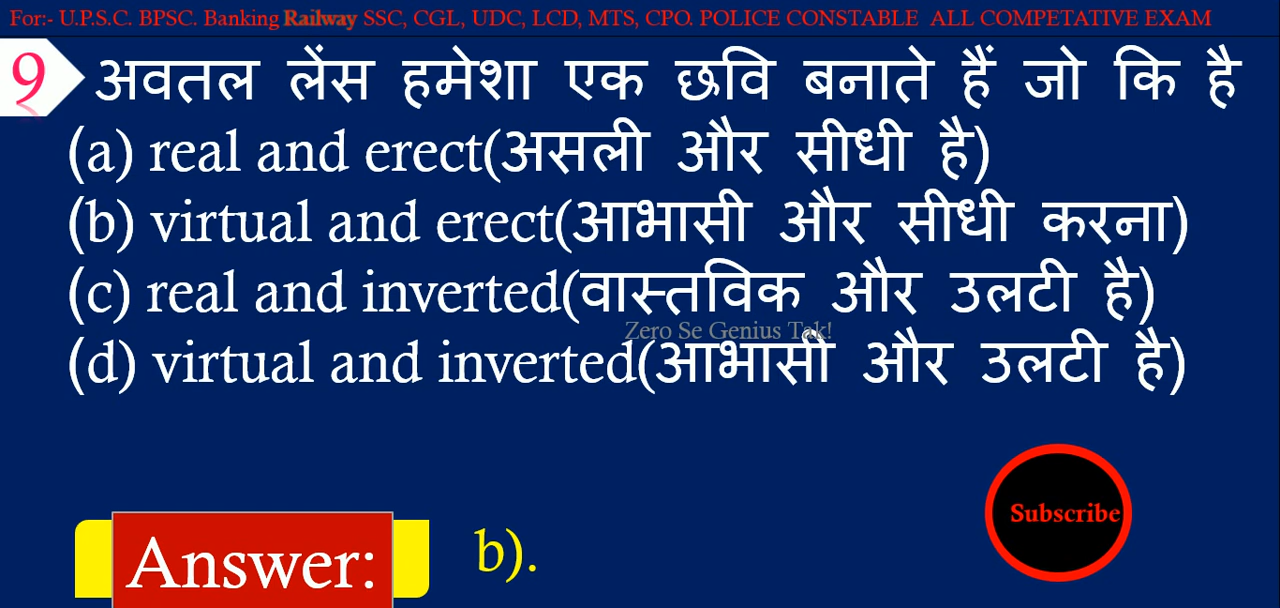 For:- U.P.S.C. BPSC. Banking Railway SSC, CGL, UDC, LCD, MTS, CPO. POLICE CONSTABLE ALL COMPETATIVE EXAM
9 अवतल लेंस हमेशा एक छवि बनाते हैं जो कि है
(a) real and erect(असली और सीधी है)
(b) virtual and erect(आभासी और सीधी करना)
(c) real and inverted(वास्तविक और उलटी है)
Zero Se Genius Tak!
(d) virtual and inverted(आभासी और उलटी है)
Subscribe
Answer: b).